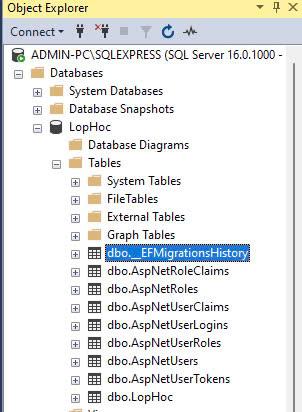 Object Explorer
Connect
ADMIN-PC\SQLEXPRESS (SQL Server 16.0.1000 -
Databases
System Databases
Database Snapshots
LopHoc
Database Diagrams
Tables
System Tables
FileTables
External Tables
Graph Tables
dbo.__EFMigrationsHistory
dbo.AspNetRoleClaims
dbo.AspNetRoles
dbo.AspNetUserClaims
dbo.AspNetUserLogins
dbo.AspNetUserRoles
dbo.AspNetUsers
dbo.AspNetUserTokens
dbo.LopHoc